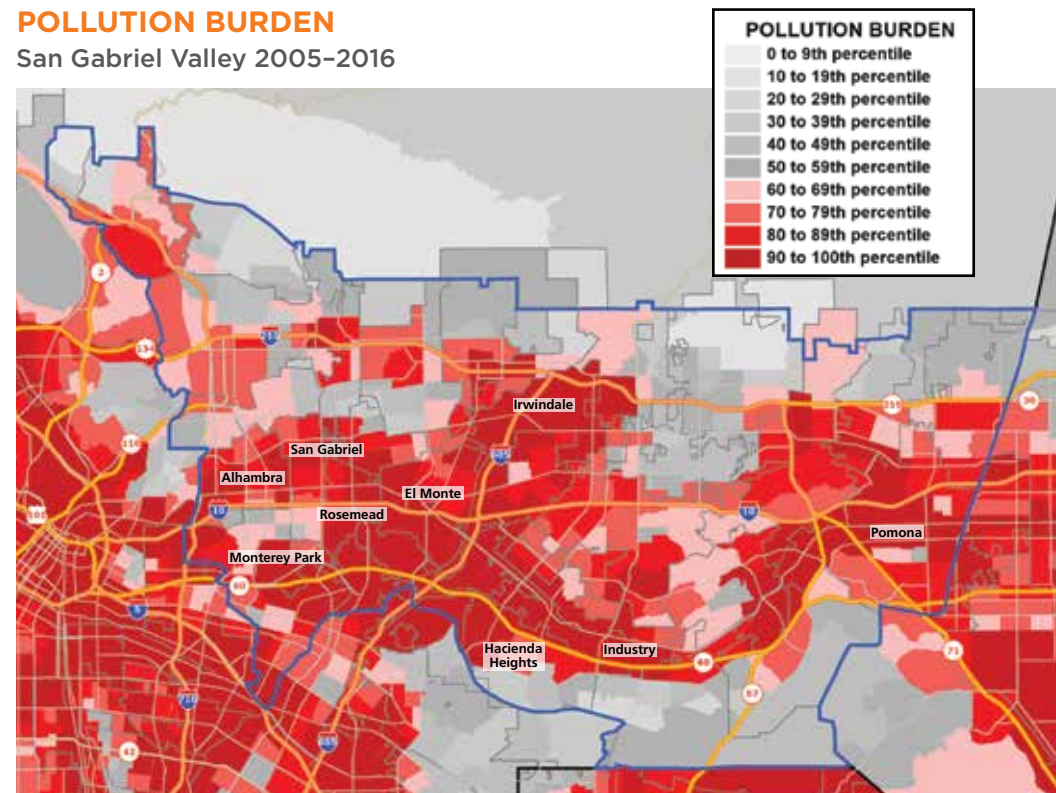 POLLUTION BURDEN
San Gabriel Valley 2005–2016
POLLUTION BURDEN
0 to 9th percentile
10 to 19th percentile
20 to 29th percentile
30 to 39th percentile
40 to 49th percentile
50 to 59th percentile
60 to 69th percentile
70 to 79th percentile
80 to 89th percentile
90 to 100th percentile
2
210
134
Irwindale
30
110
San Gabriel
605
Alhambra
El Monte
101
10
Rosemead
10
Pomona
Monterey Park
60
5
Hacienda
Heights
Industry
60
71
57
710
42